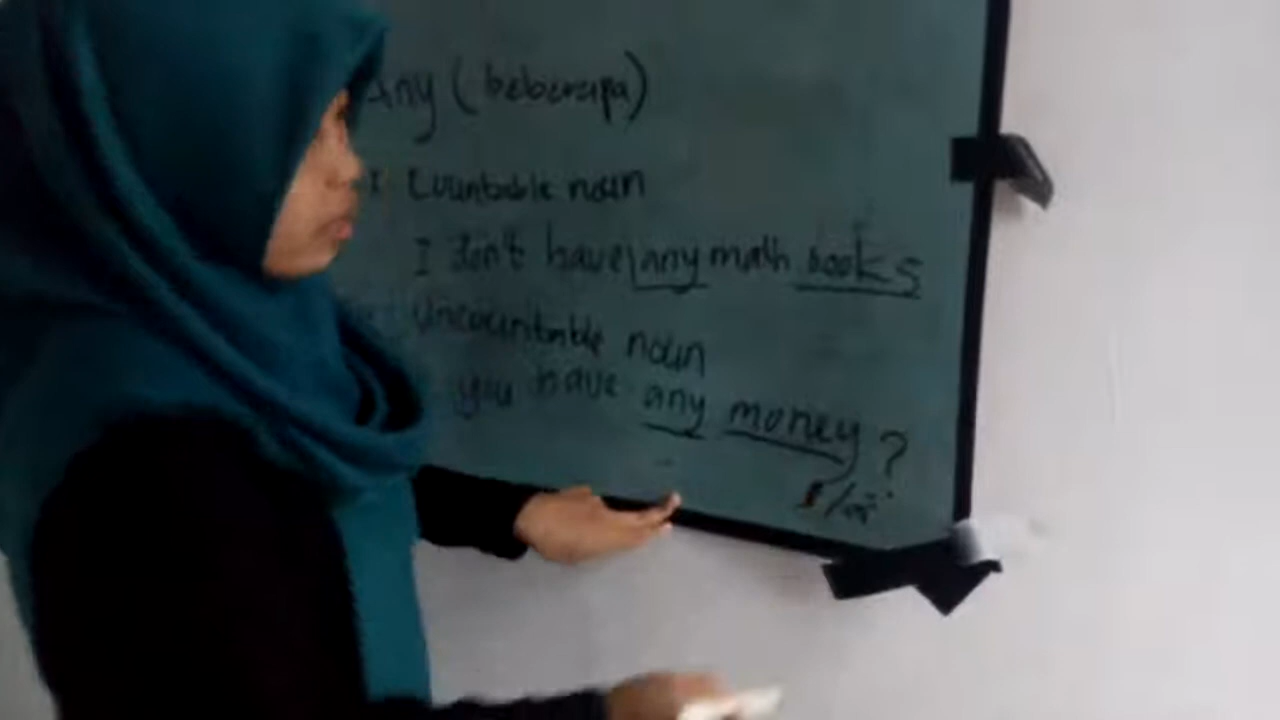 Any (beberapa)
Countable noun
I don't have any math books
Uncountable noun
you have any money?